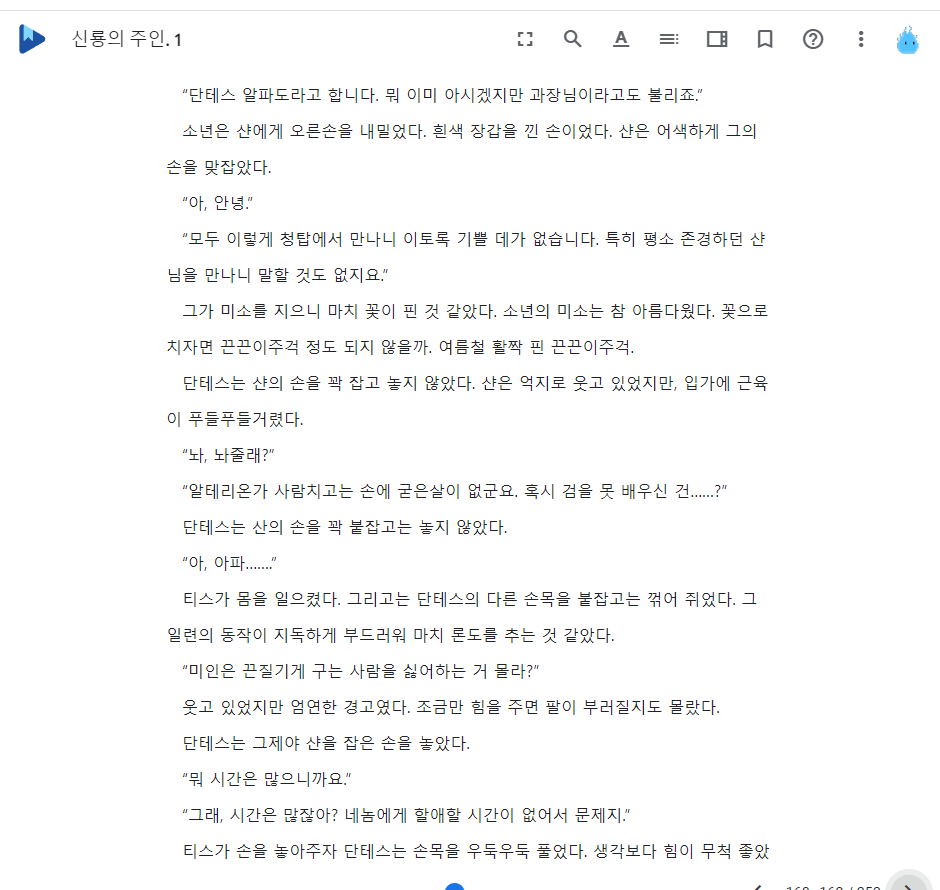 신룡의 주인. 1
“단테스 알파도라고 합니다. 뭐 이미 아시겠지만 과장님이라고도 불리죠.”
소년은 샨에게 오른손을 내밀었다. 흰색 장갑을 낀 손이었다. 샨은 어색하게 그의
손을 맞잡았다.
“아, 안녕.”
“모두 이렇게 청탑에서 만나니 이토록 기쁠 데가 없습니다. 특히 평소 존경하던 샨
님을 만나니 말할 것도 없지요.”
그가 미소를 지으니 마치 꽃이 핀 것 같았다. 소년의 미소는 참 아름다웠다. 꽃으로
치자면 끈끈이주걱 정도 되지 않을까. 여름철 활짝 핀 끈끈이주걱.
단테스는 샨의 손을 꽉 잡고 놓지 않았다. 샨은 억지로 웃고 있었지만, 입가에 근육
이 푸들푸들거렸다.
“놔, 놔줄래?”
“알테리온가 사람치고는 손에 굳은살이 없군요. 혹시 검을 못 배우신 건......?”
단테스는 산의 손을 꽉 붙잡고는 놓지 않았다.
“아, 아파.......”
티스가 몸을 일으켰다. 그리고는 단테스의 다른 손목을 붙잡고는 꺾어 쥐었다. 그
일련의 동작이 지독하게 부드러워 마치 론도를 추는 것 같았다.
“미인은 끈질기게 구는 사람을 싫어하는 거 몰라?”
웃고 있었지만 엄연한 경고였다. 조금만 힘을 주면 팔이 부러질지도 몰랐다.
단테스는 그제야 샨을 잡은 손을 놓았다.
“뭐 시간은 많으니까요.”
“그래, 시간은 많잖아? 네놈에게 할애할 시간이 없어서 문제지.”
티스가 손을 놓아주자 단테스는 손목을 우둑우둑 풀었다. 생각보다 힘이 무척 좋았